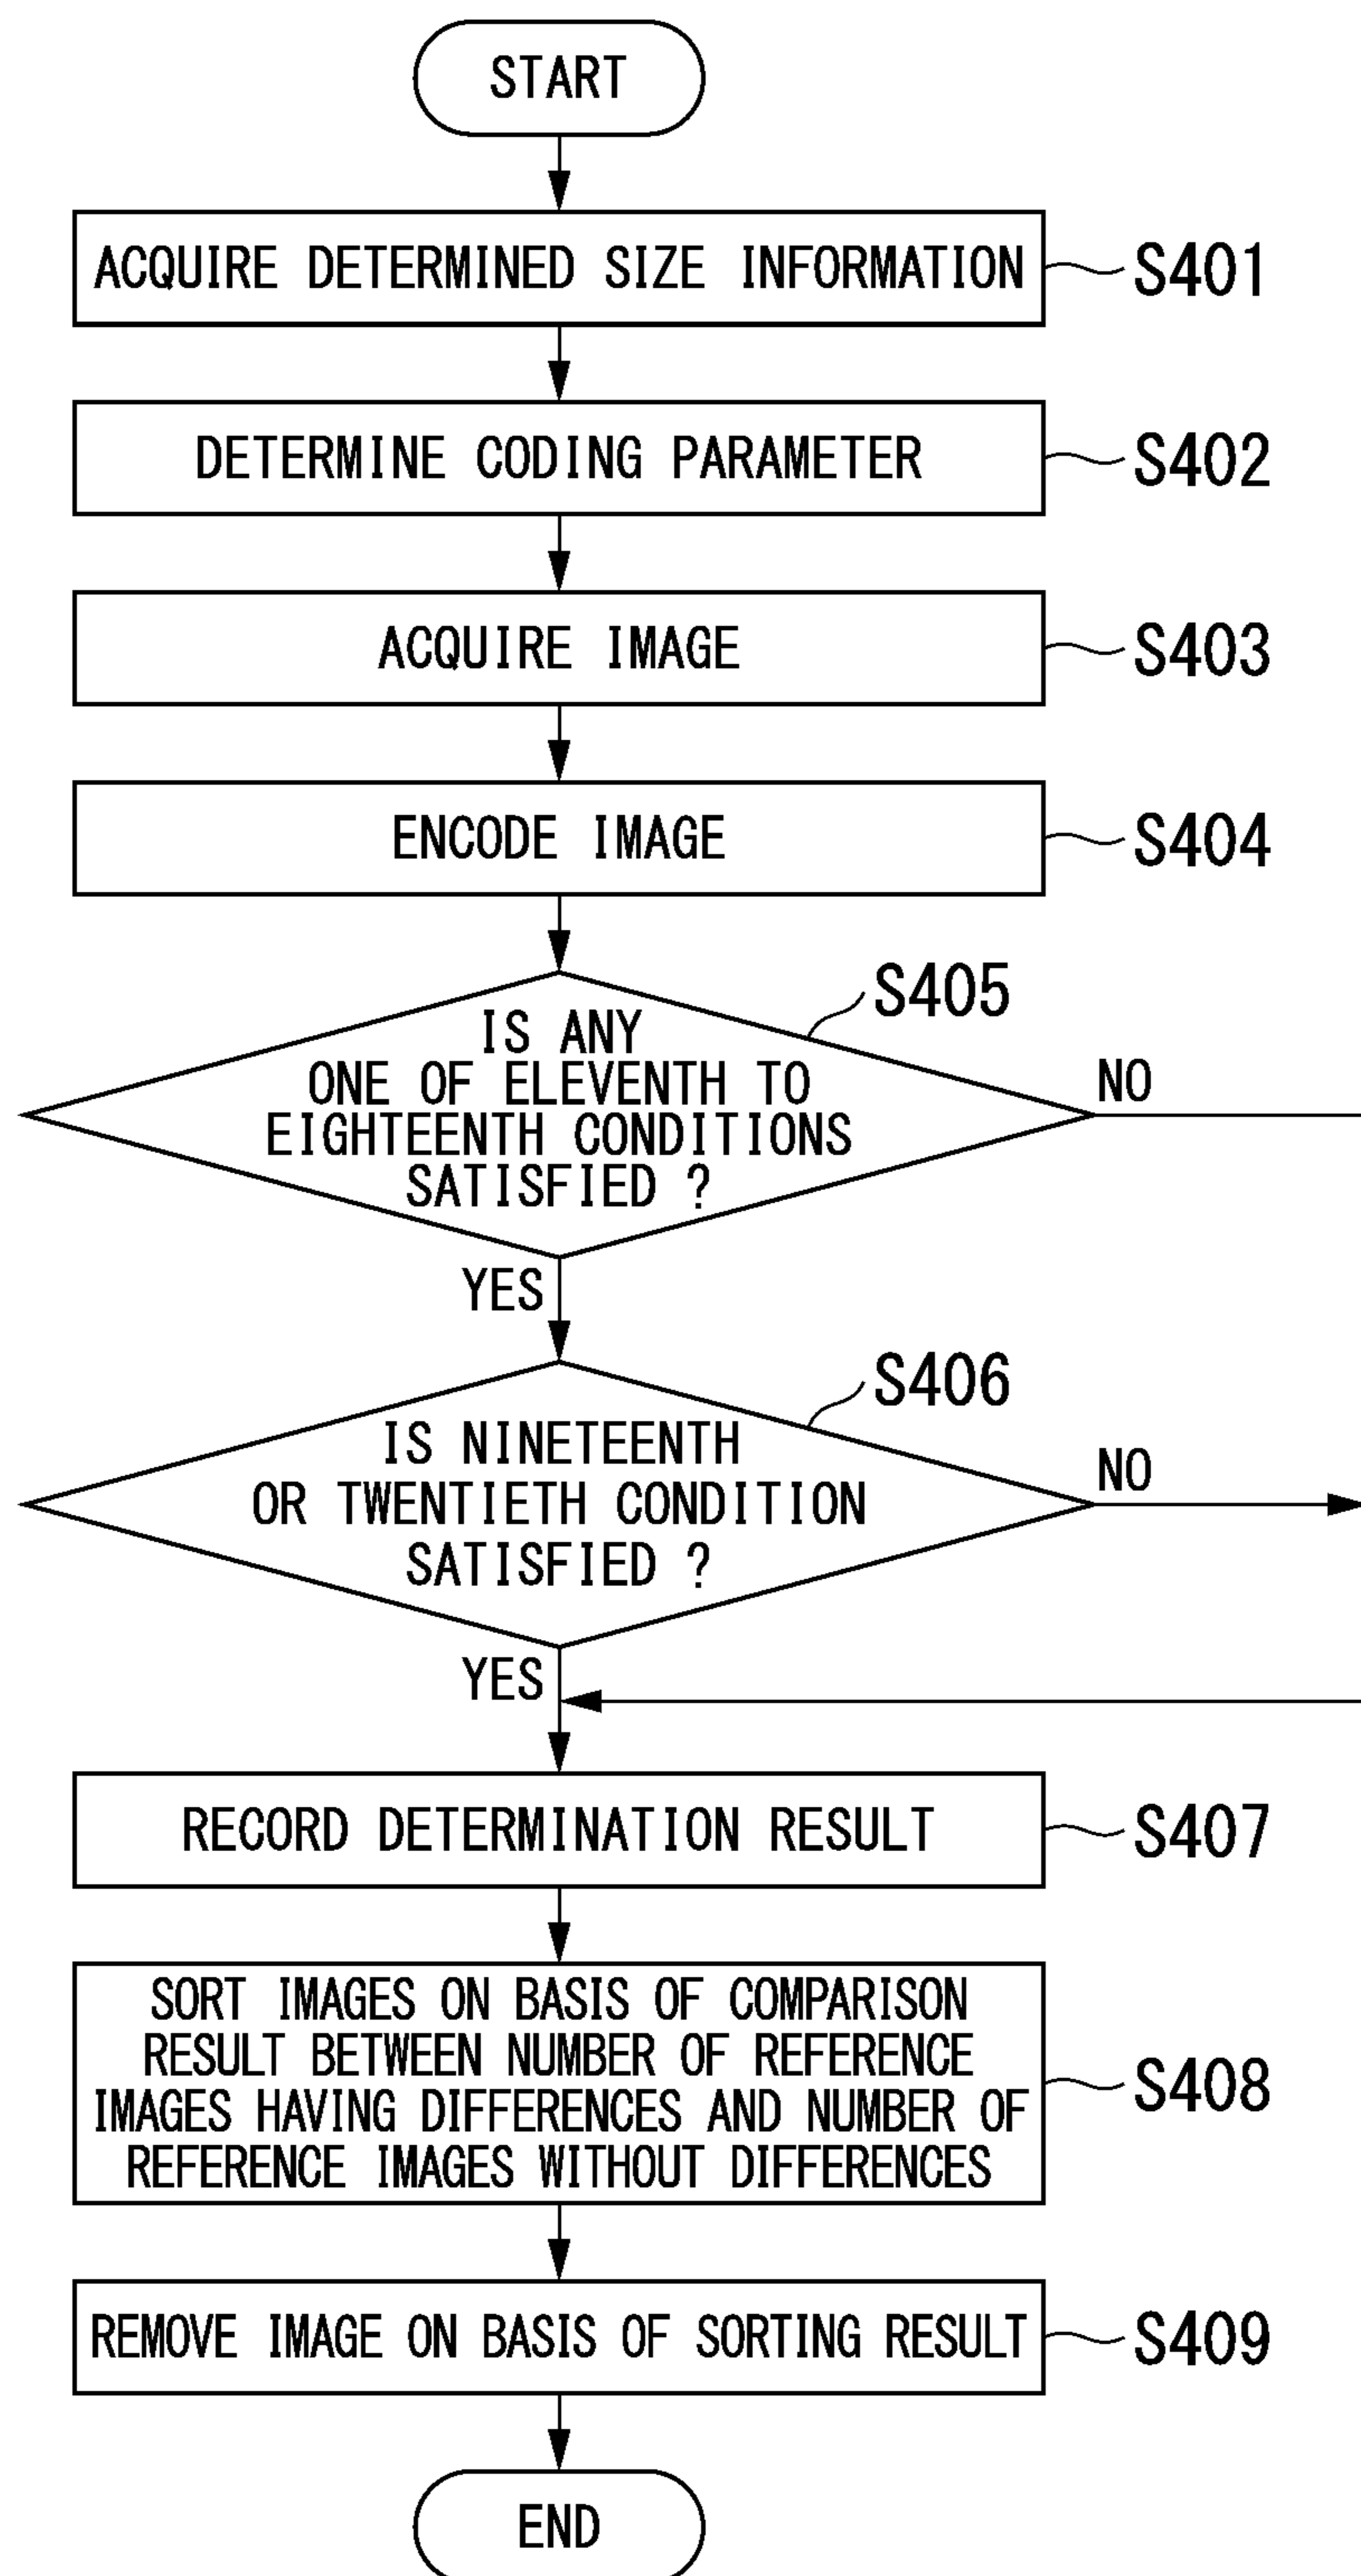 START
ACQUIRE DETERMINED SIZE INFORMATION
S401
DETERMINE CODING PARAMETER
S402
ACQUIRE IMAGE
S403
ENCODE IMAGE
S404
S405
IS ANY
ONE OF ELEVENTH TO
EIGHTEENTH CONDITIONS
SATISFIED ?
NO
YES
S406
IS NINETEENTH
OR TWENTIETH CONDITION
SATISFIED ?
NO
YES
RECORD DETERMINATION RESULT
S407
SORT IMAGES ON BASIS OF COMPARISON
RESULT BETWEEN NUMBER OF REFERENCE
IMAGES HAVING DIFFERENCES AND NUMBER OF
REFERENCE IMAGES WITHOUT DIFFERENCES
S408
REMOVE IMAGE ON BASIS OF SORTING RESULT
S409
END